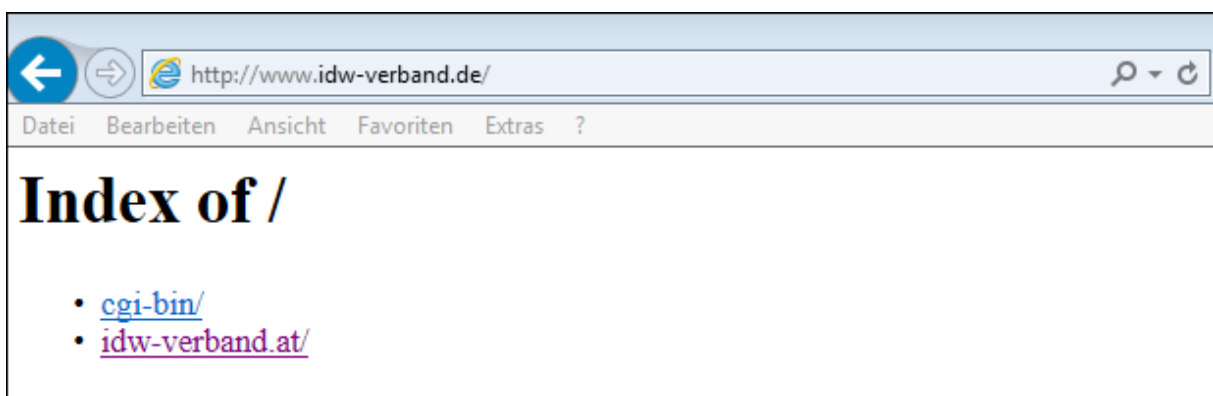 http://www.idw-verband.de/
Datei Bearbeiten Ansicht Favoriten Extras ?
Index of /
• cgi-bin/
• idw-verband.at/